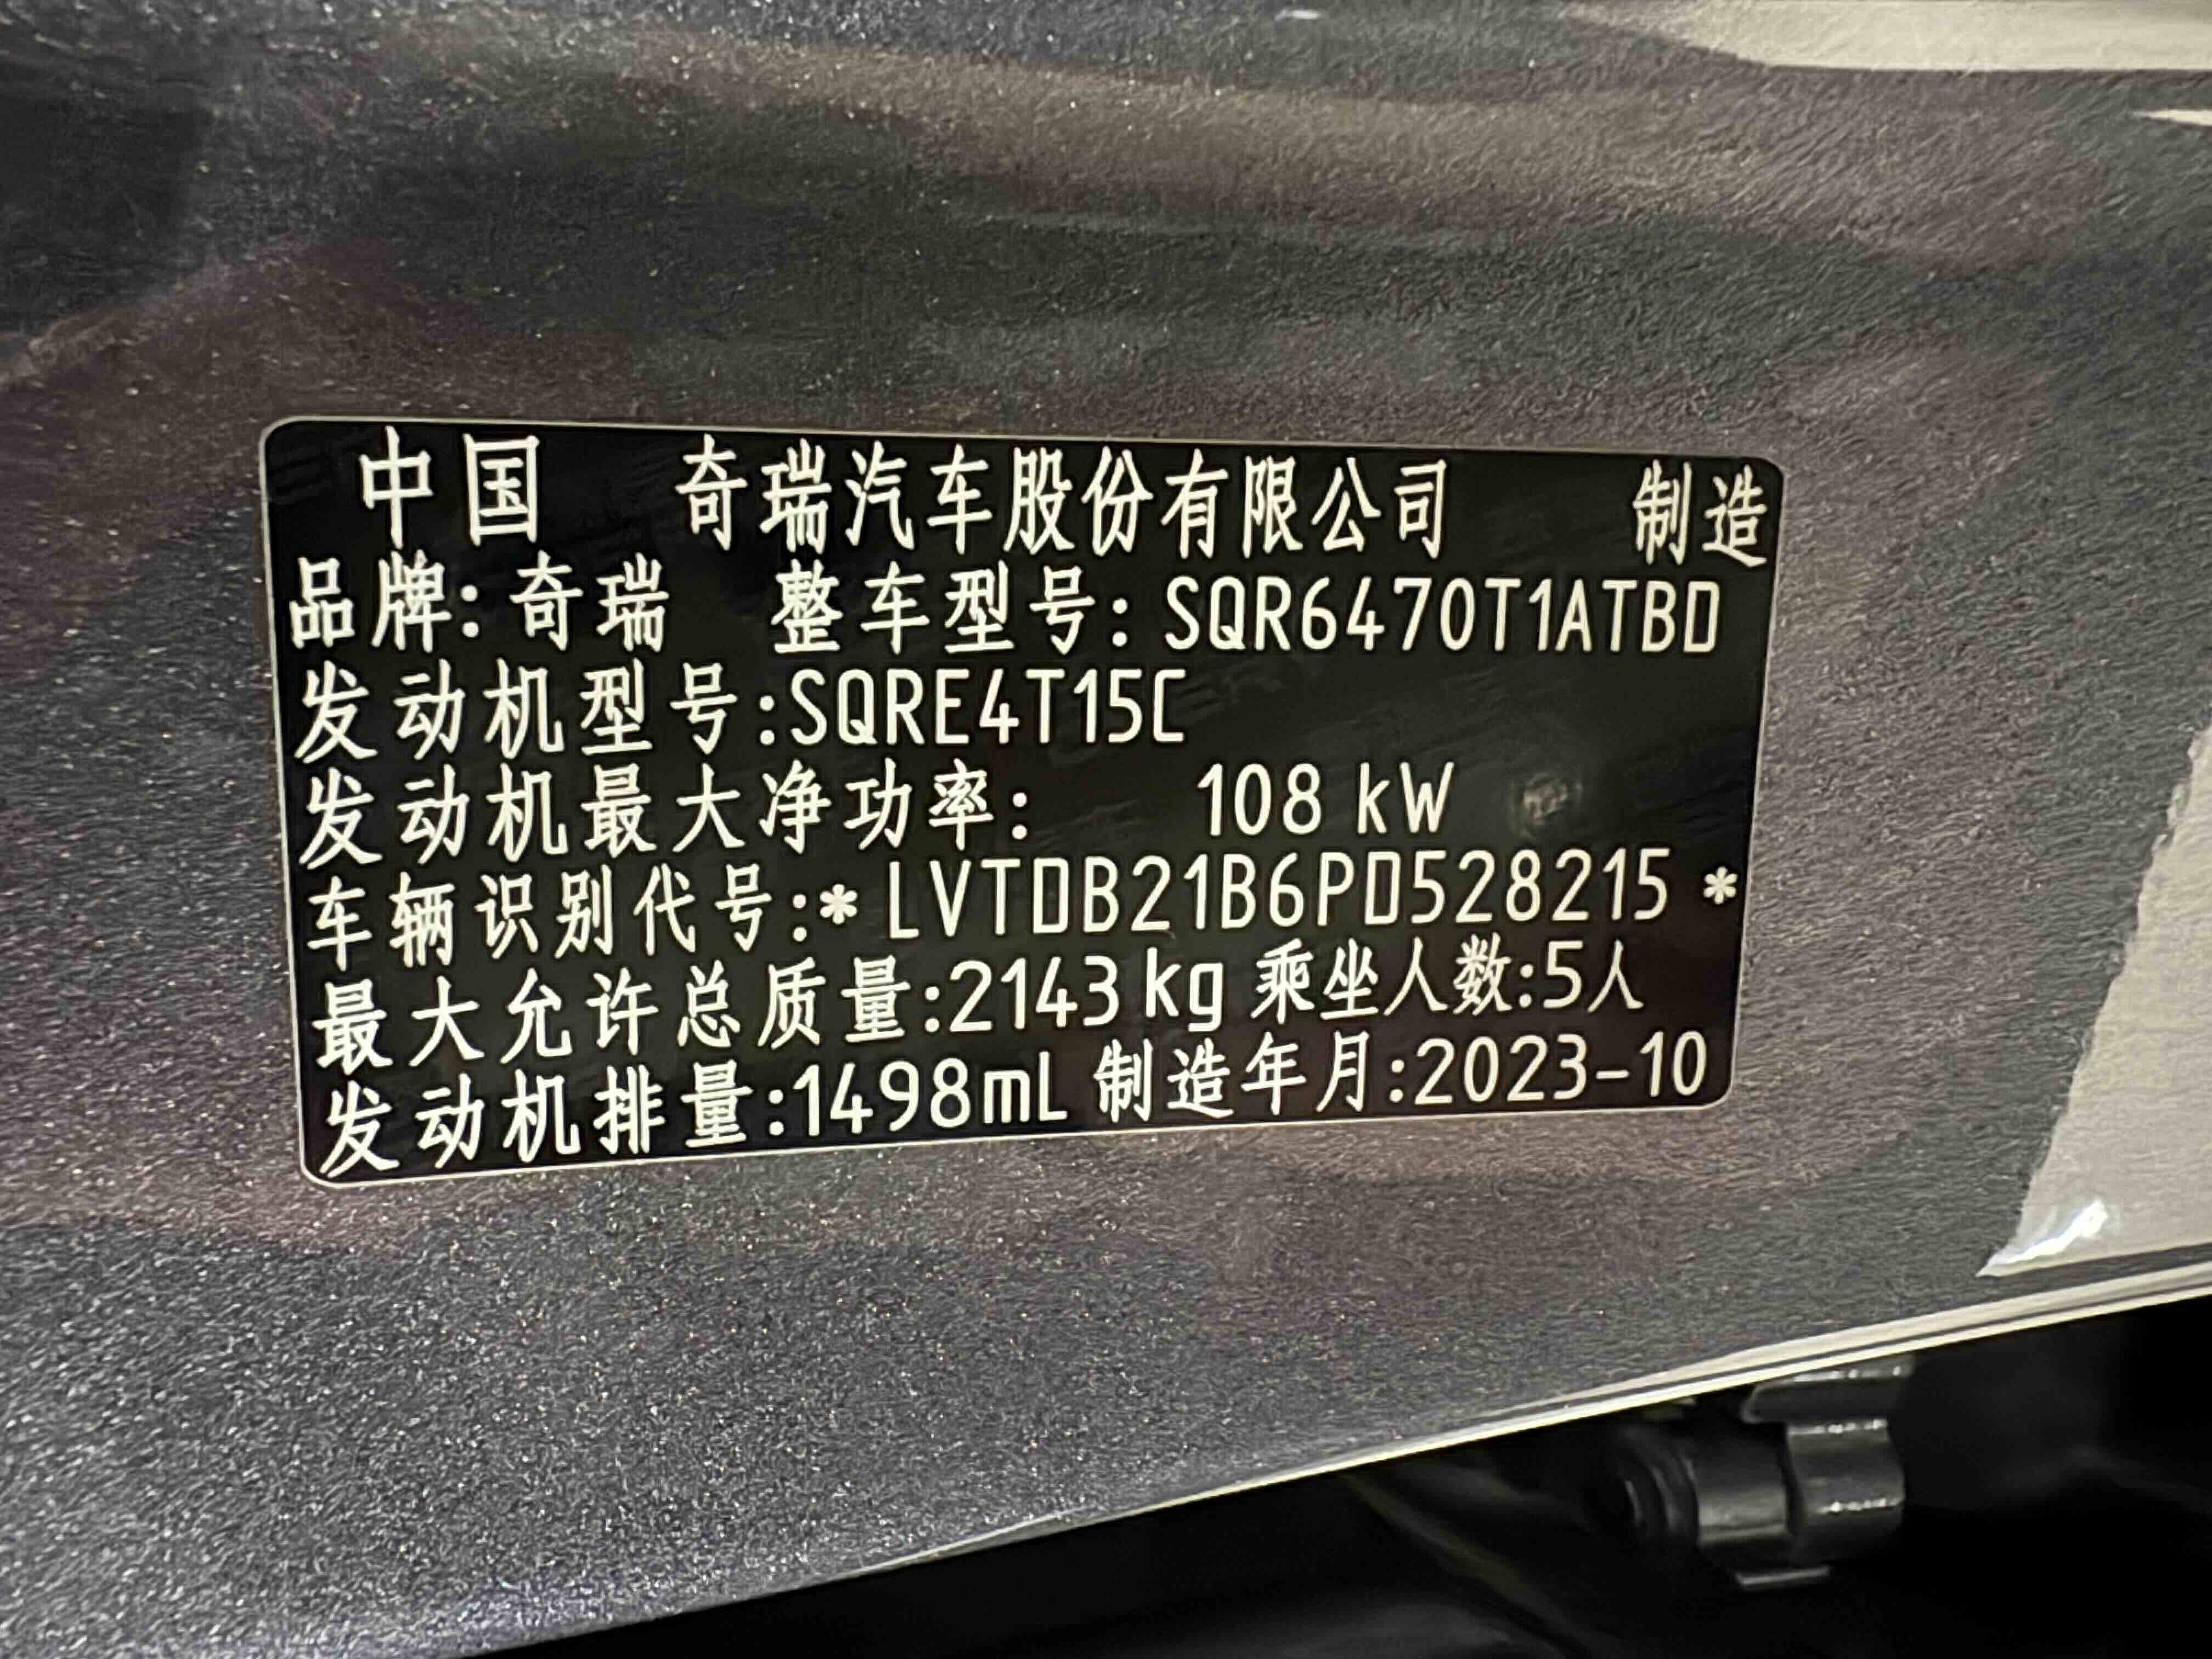 中国 奇瑞汽车股份有限公司 制造
品牌:奇瑞 整车型号:SQR6470T1ATBD
发动机型号:SQRE4T15C
发动机最大净功率: 108 kW
车辆识别代号:*LVTDB21B6PD528215*
最大允许总质量:2143kg 乘坐人数:5人
发动机排量:1498mL 制造年月:2023-10